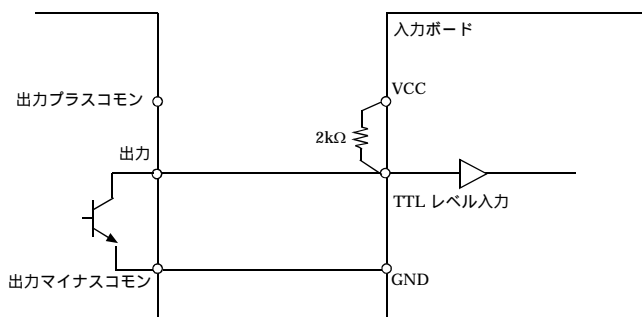 入力ボード
VCC
出力プラスコモン
2kΩ
出力
TTL レベル入力
出力マイナスコモン
GND